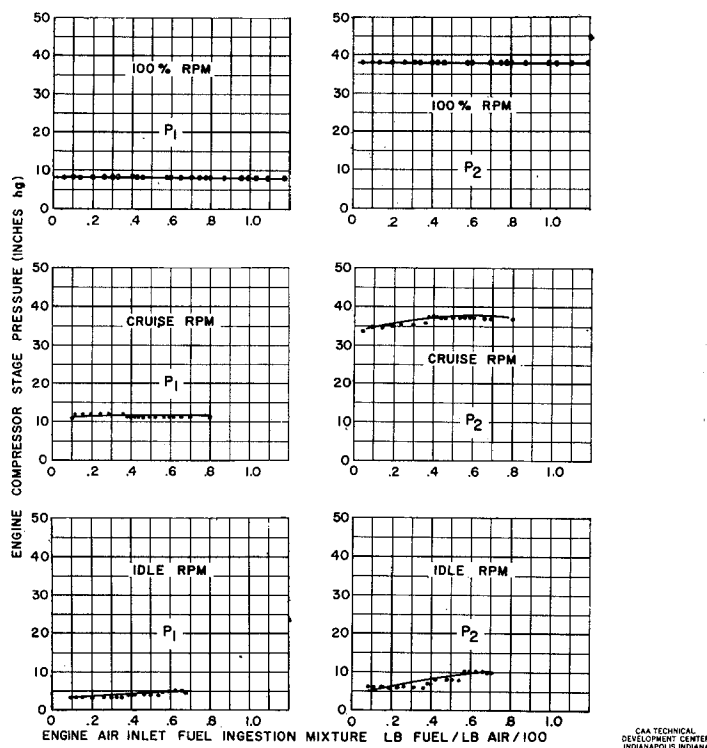 ENGINE COMPRESSOR STAGE PRESSURE (INCHES hg)
50
40
30
20
10
0
100% RPM
P1
0 .2 .4 .6 .8 1.0
50
40
30
20
10
0
100% RPM
P2
0 .2 .4 .6 .8 1.0
50
40
30
20
10
0
CRUISE RPM
P1
0 .2 .4 .6 .8 1.0
50
40
30
20
10
0
CRUISE RPM
P2
0 .2 .4 .6 .8 1.0
50
40
30
20
10
0
IDLE RPM
P1
0 .2 .4 .6 .8 1.0
50
40
30
20
10
0
IDLE RPM
P2
0 .2 .4 .6 .8 1.0
ENGINE AIR INLET FUEL INGESTION MIXTURE LB FUEL/LB AIR/100
CAA TECHNICAL
DEVELOPMENT CENTER
INDIANAPOLIS INDIANA